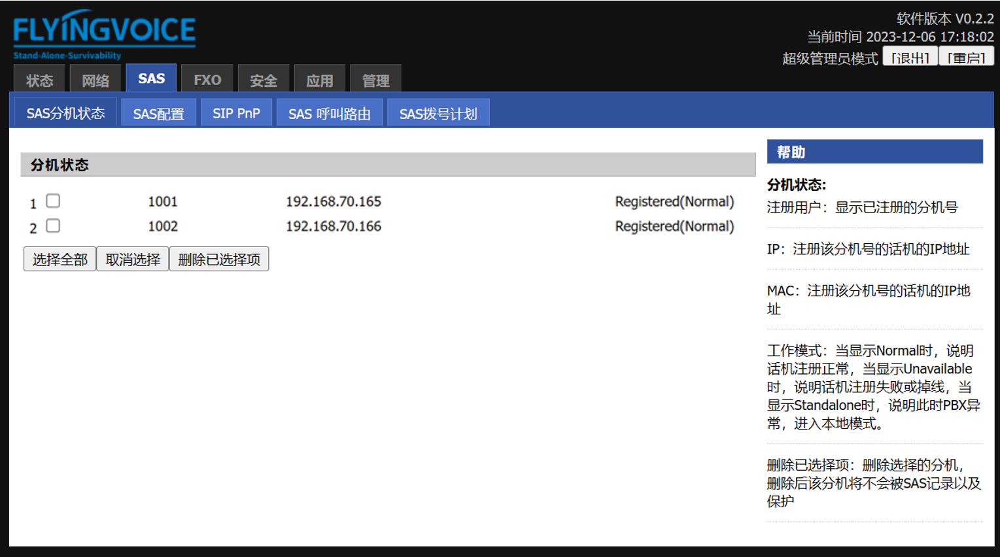 FLYINGVOICE
Stand-Alone-Survivability
软件版本 V0.2.2
当前时间 2023-12-06 17:18:02
超级管理员模式 [退出] [重启]
状态 网络 SAS FXO 安全 应用 管理
SAS分机状态 SAS配置 SIP PnP SAS 呼叫路由 SAS拨号计划
分机状态
1 1001 192.168.70.165 Registered(Normal)
2 1002 192.168.70.166 Registered(Normal)
选择全部 取消选择 删除已选择项
帮助
分机状态:
注册用户：显示已注册的分机号
IP：注册该分机号的话机的IP地址
MAC：注册该分机号的话机的IP地
址
工作模式：当显示Normal时，说明
话机注册正常，当显示Unavailable
时，说明话机注册失败或掉线，当
显示Standalone时，说明此时PBX异
常，进入本地模式。
删除已选择项：删除选择的分机，
删除后该分机将不会被SAS记录以及
保护